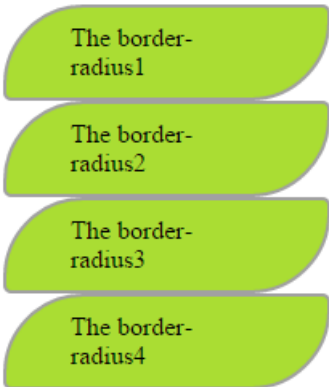 The border-
radius1
The border-
radius2
The border-
radius3
The border-
radius4